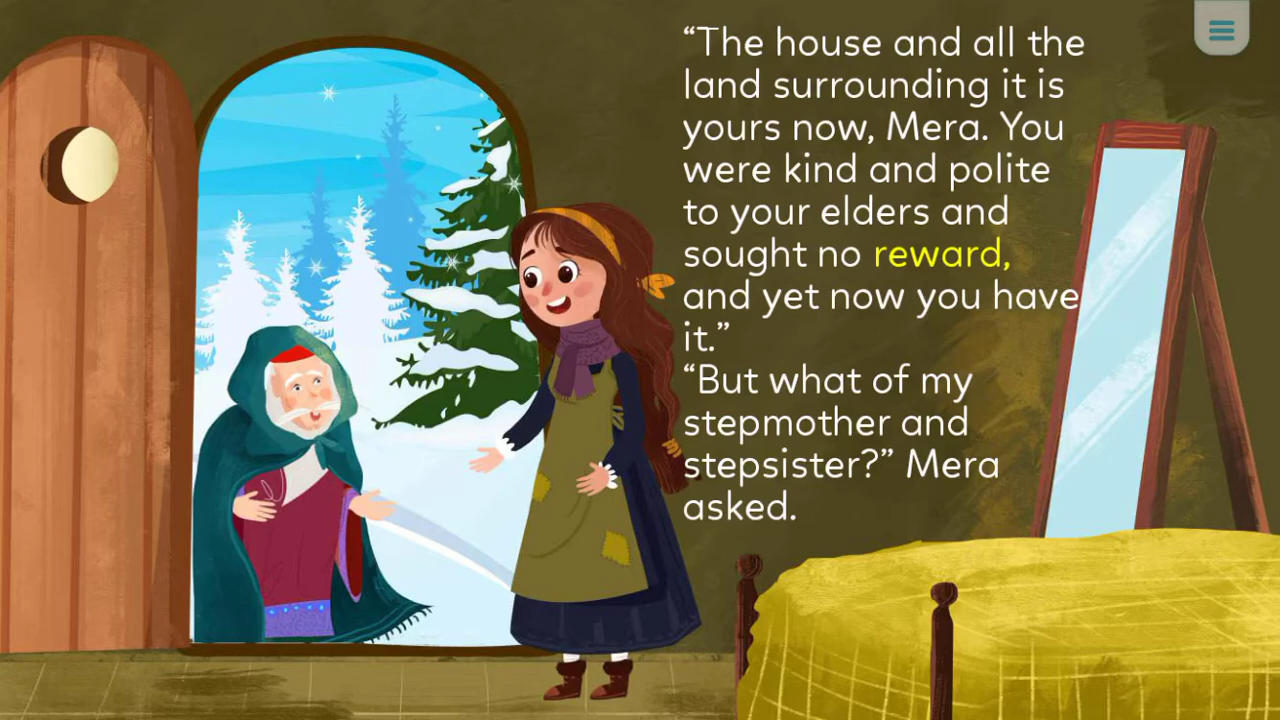 “The house and all the
land surrounding it is
yours now, Mera. You
were kind and polite
to your elders and
sought no reward,
and yet now you have
it.”
“But what of my
stepmother and
stepsister?” Mera
asked.